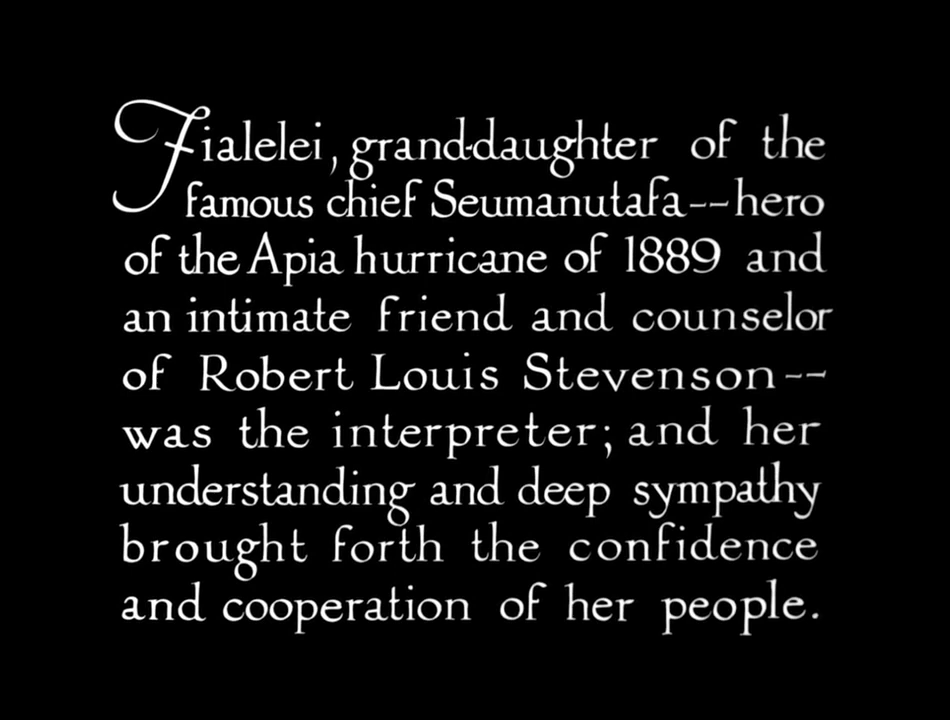 Fialelei, grand-daughter of the
famous chief Seumanutafa--hero
of the Apia hurricane of 1889 and
an intimate friend and counselor
of Robert Louis Stevenson--
was the interpreter; and her
understanding and deep sympathy
brought forth the confidence
and cooperation of her people.